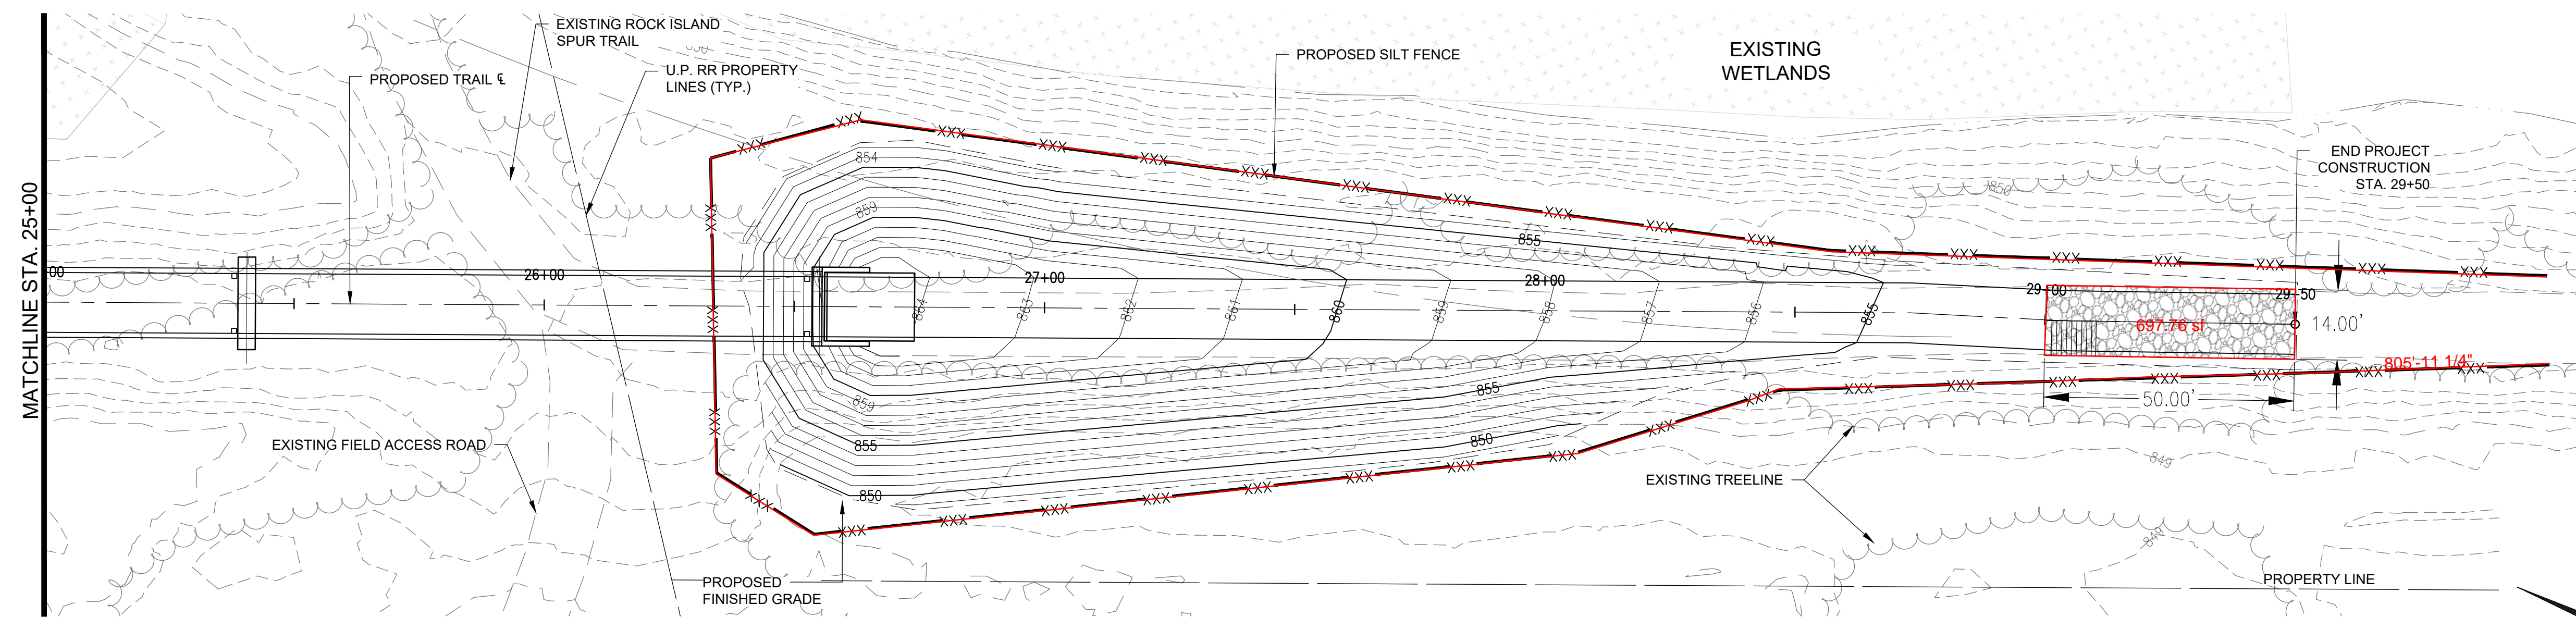 MATCHLINE STA. 25+00
EXISTING ROCK ISLAND
SPUR TRAIL
PROPOSED TRAIL ℄
U.P. RR PROPERTY
LINES (TYP.)
PROPOSED SILT FENCE
EXISTING
WETLANDS
END PROJECT
CONSTRUCTION
STA. 29+50
850
854
859
855
850
00
26+00
27+00
28+00
29+00
29+50
864
863
862
861
860
859
858
857
856
855
697.76 sf
14.00'
805'-11 1/4"
50.00'
859
855
855
850
850
849
849
EXISTING FIELD ACCESS ROAD
EXISTING TREELINE
PROPOSED
FINISHED GRADE
PROPERTY LINE